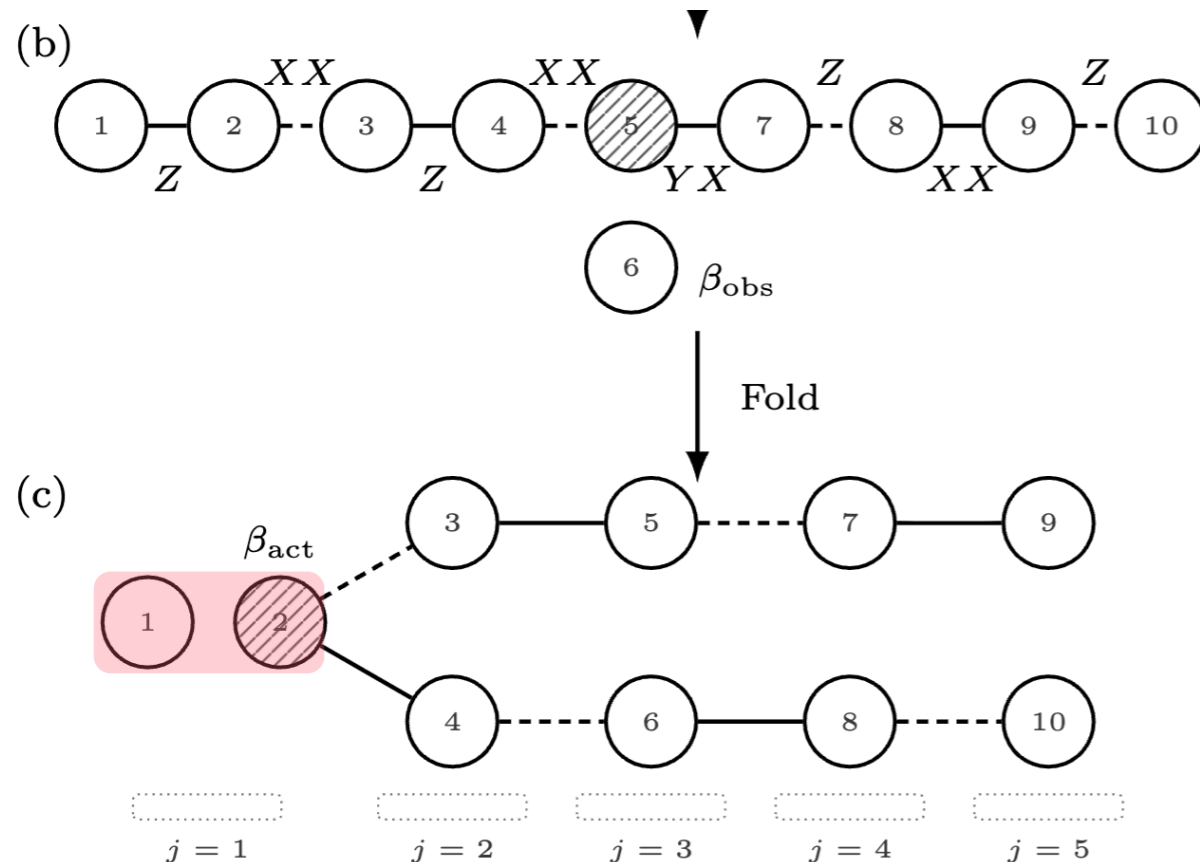 (b)
XX XX Z Z
1 2 3 4 5 7 8 9 10
Z Z YX XX
6 β_obs
Fold
(c)
3 5 7 9
β_act
1 2
4 6 8 10
j = 1 j = 2 j = 3 j = 4 j = 5